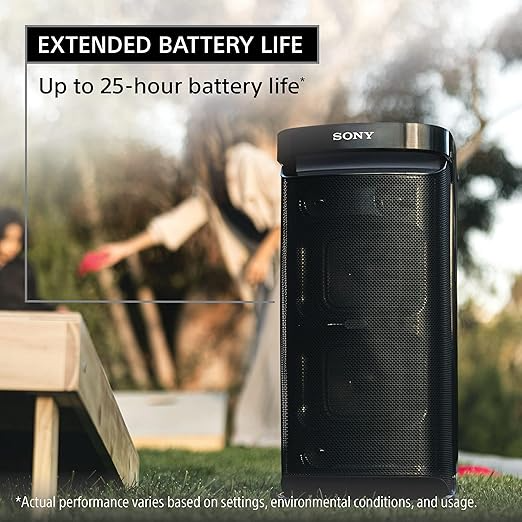 EXTENDED BATTERY LIFE
Up to 25-hour battery life*
SONY
*Actual performance varies based on settings, environmental conditions, and usage.